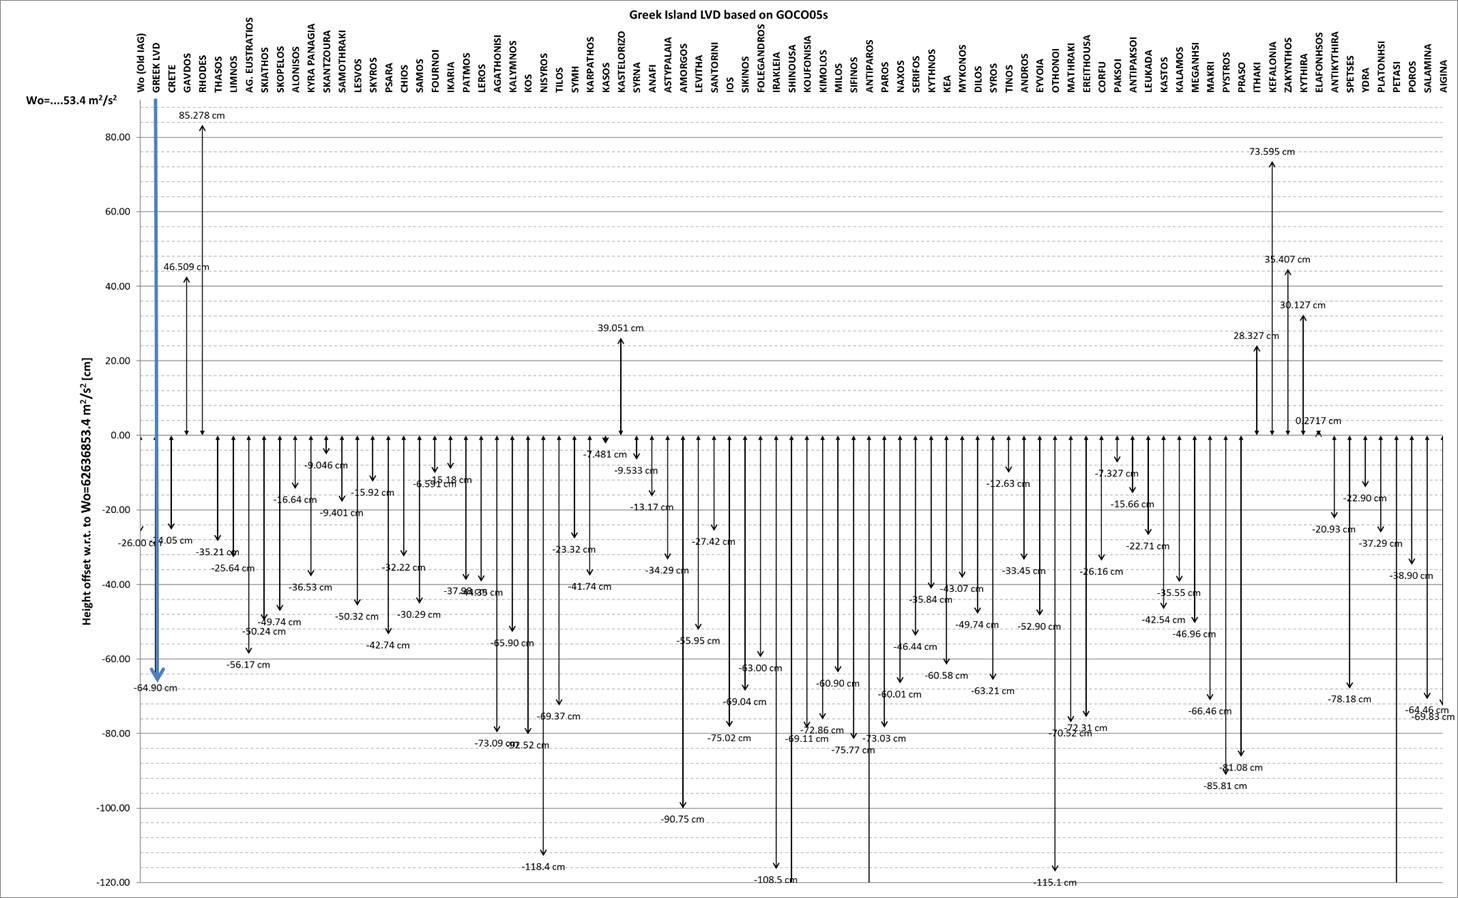 Greek Island LVD based on GOCO05s
Wo (Old IAG)
GREEK LVD
CRETE
GAVDOS
RHODES
THASOS
LIMNOS
AG. EUSTRATIOS
SKIATHOS
SKOPELOS
ALONISOS
KYRA PANAGIA
SKANTZOURA
SAMOTHRAKI
LESVOS
SKYROS
PSARA
CHIOS
SAMOS
FOURNOI
IKARIA
PATMOS
LEROS
AGATHONISI
KALYMNOS
KOS
NISYROS
TILOS
SYMH
KARPATHOS
KASOS
KASTELORIZO
SYRNA
ANAFI
ASTYPALAIA
AMORGOS
LEVITHA
SANTORINI
IOS
SIKINOS
FOLEGANDROS
IRAKLEIA
SHINOUSA
KOUFONISIA
KIMOLOS
MILOS
SIFINOS
ANTIPAROS
PAROS
NAXOS
SERIFOS
KYTHNOS
KEA
MYKONOS
DILOS
SYROS
TINOS
ANDROS
EYVOIA
OTHONOI
MATHRAKI
EREITHOUSA
CORFU
PAKSOI
ANTIPAKSOI
LEUKADA
KASTOS
KALAMOS
MEGANHSI
MAKRI
PYSTROS
PRASO
ITHAKI
KEFALONIA
ZAKYNTHOS
KYTHIRA
ELAFONHSOS
ANTIKYTHIRA
SPETSES
YDRA
PLATONHSI
PETASI
POROS
SALAMINA
AIGINA
Wo=....53.4 m²/s²
Height offset w.r.t. to Wo=62636853.4 m²/s² [cm]
80.00
60.00
40.00
20.00
0.00
-20.00
-40.00
-60.00
-80.00
-100.00
-120.00
-26.00 cm
-64.90 cm
46.509 cm
85.278 cm
-35.21 cm
-25.64 cm
-56.17 cm
-50.24 cm
-49.74 cm
-16.64 cm
-36.53 cm
-9.046 cm
-9.401 cm
-50.32 cm
-15.92 cm
-42.74 cm
-32.22 cm
-30.29 cm
-6.591 cm
-73.09 cm
-65.90 cm
-92.52 cm
-118.4 cm
-69.37 cm
-23.32 cm
-41.74 cm
-7.481 cm
39.051 cm
-9.533 cm
-13.17 cm
-34.29 cm
-90.75 cm
-55.95 cm
-27.42 cm
-75.02 cm
-69.04 cm
-63.00 cm
-108.5 cm
-69.11 cm
-72.86 cm
-60.90 cm
-75.77 cm
-73.03 cm
-60.01 cm
-46.44 cm
-35.84 cm
-60.58 cm
-43.07 cm
-49.74 cm
-63.21 cm
-12.63 cm
-33.45 cm
-52.90 cm
-115.1 cm
-70.52 cm
-72.31 cm
-26.16 cm
-7.327 cm
-15.66 cm
-22.71 cm
-42.54 cm
-35.55 cm
-46.96 cm
-66.46 cm
-85.81 cm
-81.08 cm
28.327 cm
73.595 cm
35.407 cm
30.127 cm
0.2717 cm
-20.93 cm
-78.18 cm
-22.90 cm
-37.29 cm
-38.90 cm
-64.46 cm
-69.83 cm